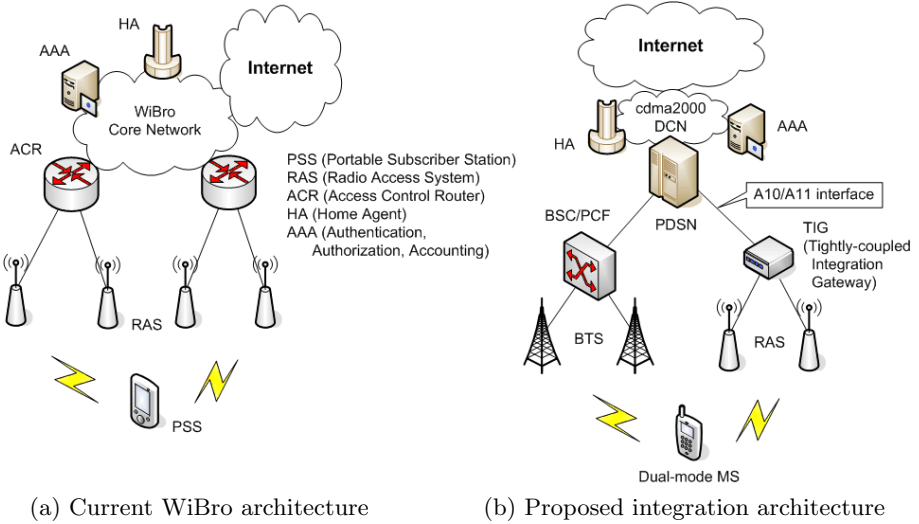 HA
AAA
Internet
WiBro
Core Network
ACR
PSS (Portable Subscriber Station)
RAS (Radio Access System)
ACR (Access Control Router)
HA (Home Agent)
AAA (Authentication,
Authorization, Accounting)
RAS
PSS
(a) Current WiBro architecture
Internet
cdma2000
DCN
HA
AAA
A10/A11 interface
BSC/PCF
PDSN
TIG
(Tightly-coupled
Integration
Gateway)
BTS
RAS
Dual-mode MS
(b) Proposed integration architecture